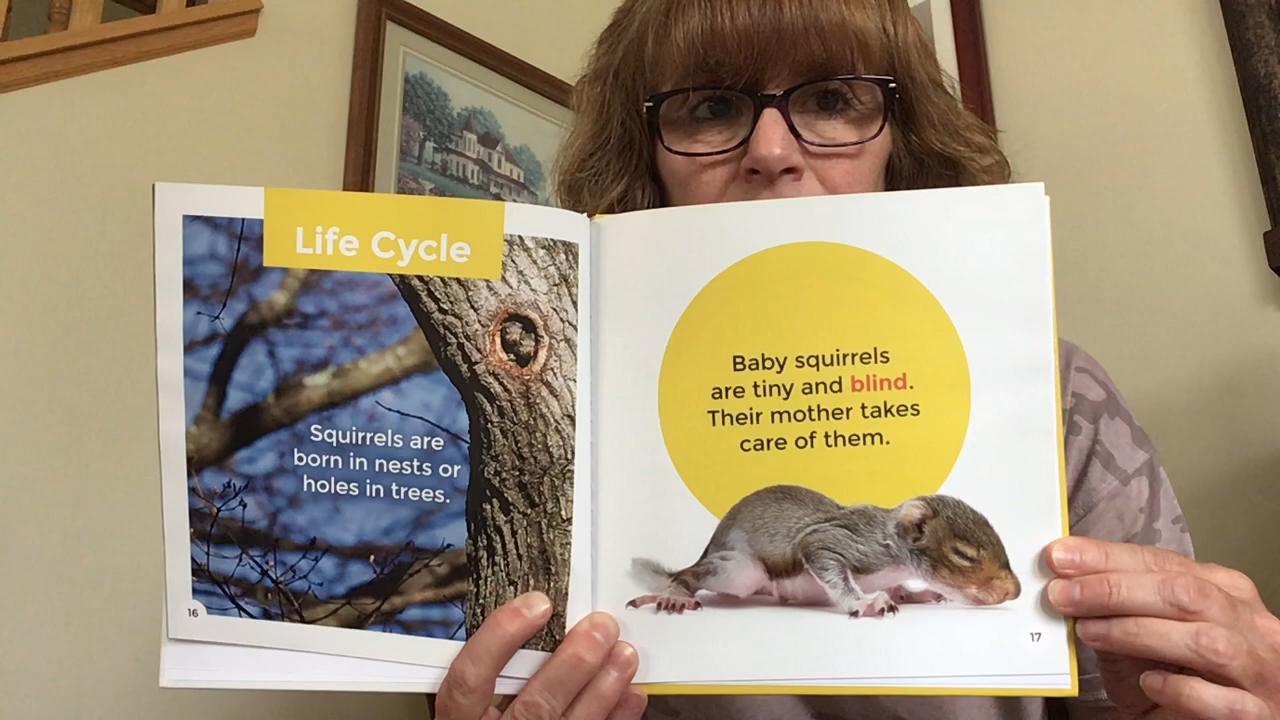 Life Cycle
Squirrels are
born in nests or
holes in trees.
16
Baby squirrels
are tiny and blind.
Their mother takes
care of them.
17